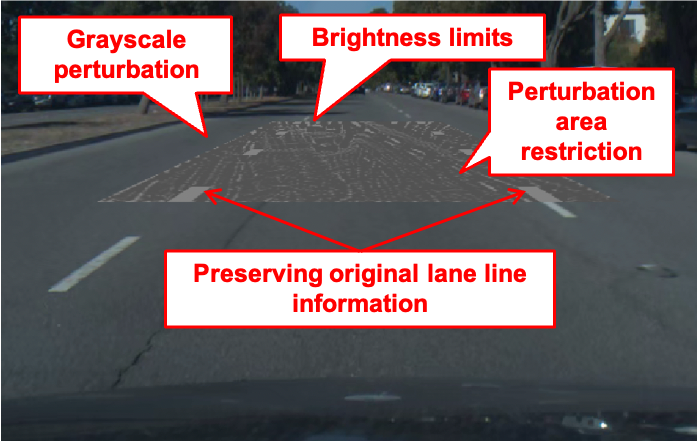 Grayscale
perturbation
Brightness limits
Perturbation
area
restriction
Preserving original lane line
information